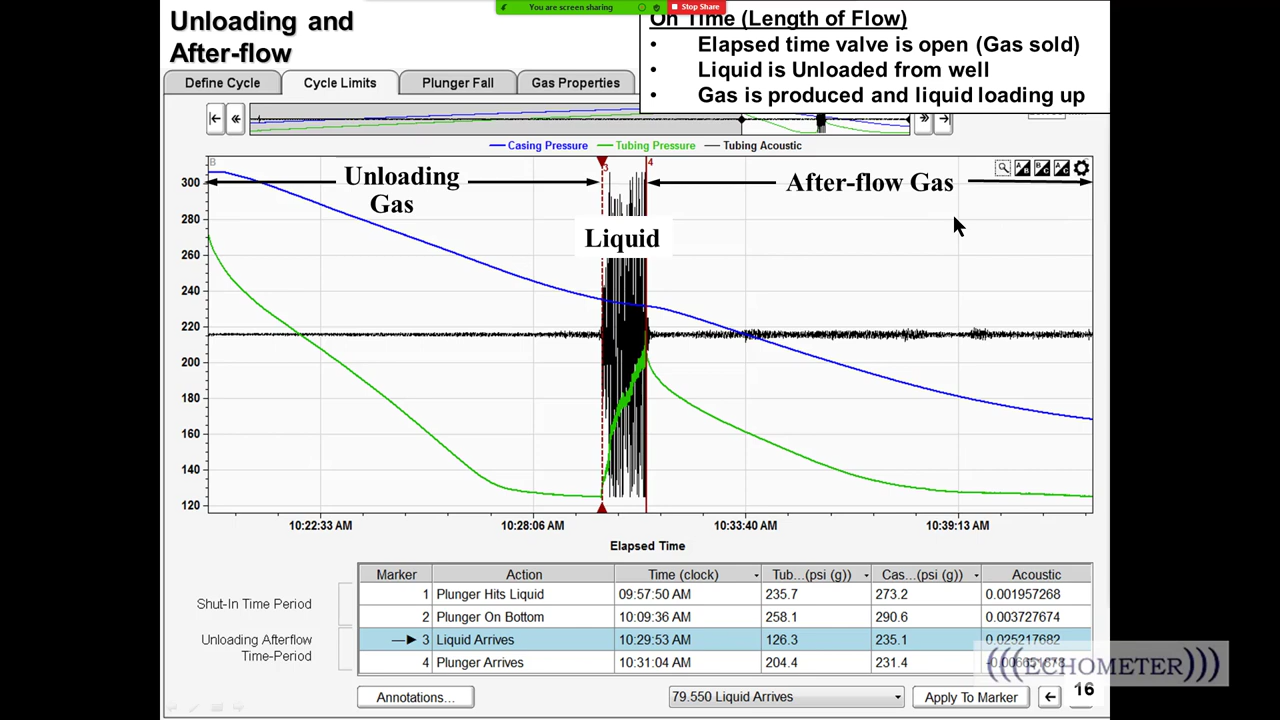 You are screen sharing
Stop Share
Unloading and
After-flow
On Time (Length of Flow)
• Elapsed time valve is open (Gas sold)
• Liquid is Unloaded from well
• Gas is produced and liquid loading up
Define Cycle
Cycle Limits
Plunger Fall
Gas Properties
Casing Pressure
Tubing Pressure
Tubing Acoustic
B
3
4
Unloading
Gas
Liquid
After-flow Gas
300
280
260
240
220
200
180
160
140
120
10:22:33 AM
10:28:06 AM
10:33:40 AM
10:39:13 AM
Elapsed Time
Marker Action Time (clock) Tub...(psi (g)) Cas...(psi (g)) Acoustic
Shut-In Time Period
1 Plunger Hits Liquid 09:57:50 AM 235.7 273.2 0.001957268
2 Plunger On Bottom 10:09:36 AM 258.1 290.6 0.003727674
Unloading Afterflow
Time-Period
3 Liquid Arrives 10:29:53 AM 126.3 235.1 0.025217682
4 Plunger Arrives 10:31:04 AM 204.4 231.4
(((ECHOMETER)))
Annotations...
79.550 Liquid Arrives
Apply To Marker
16